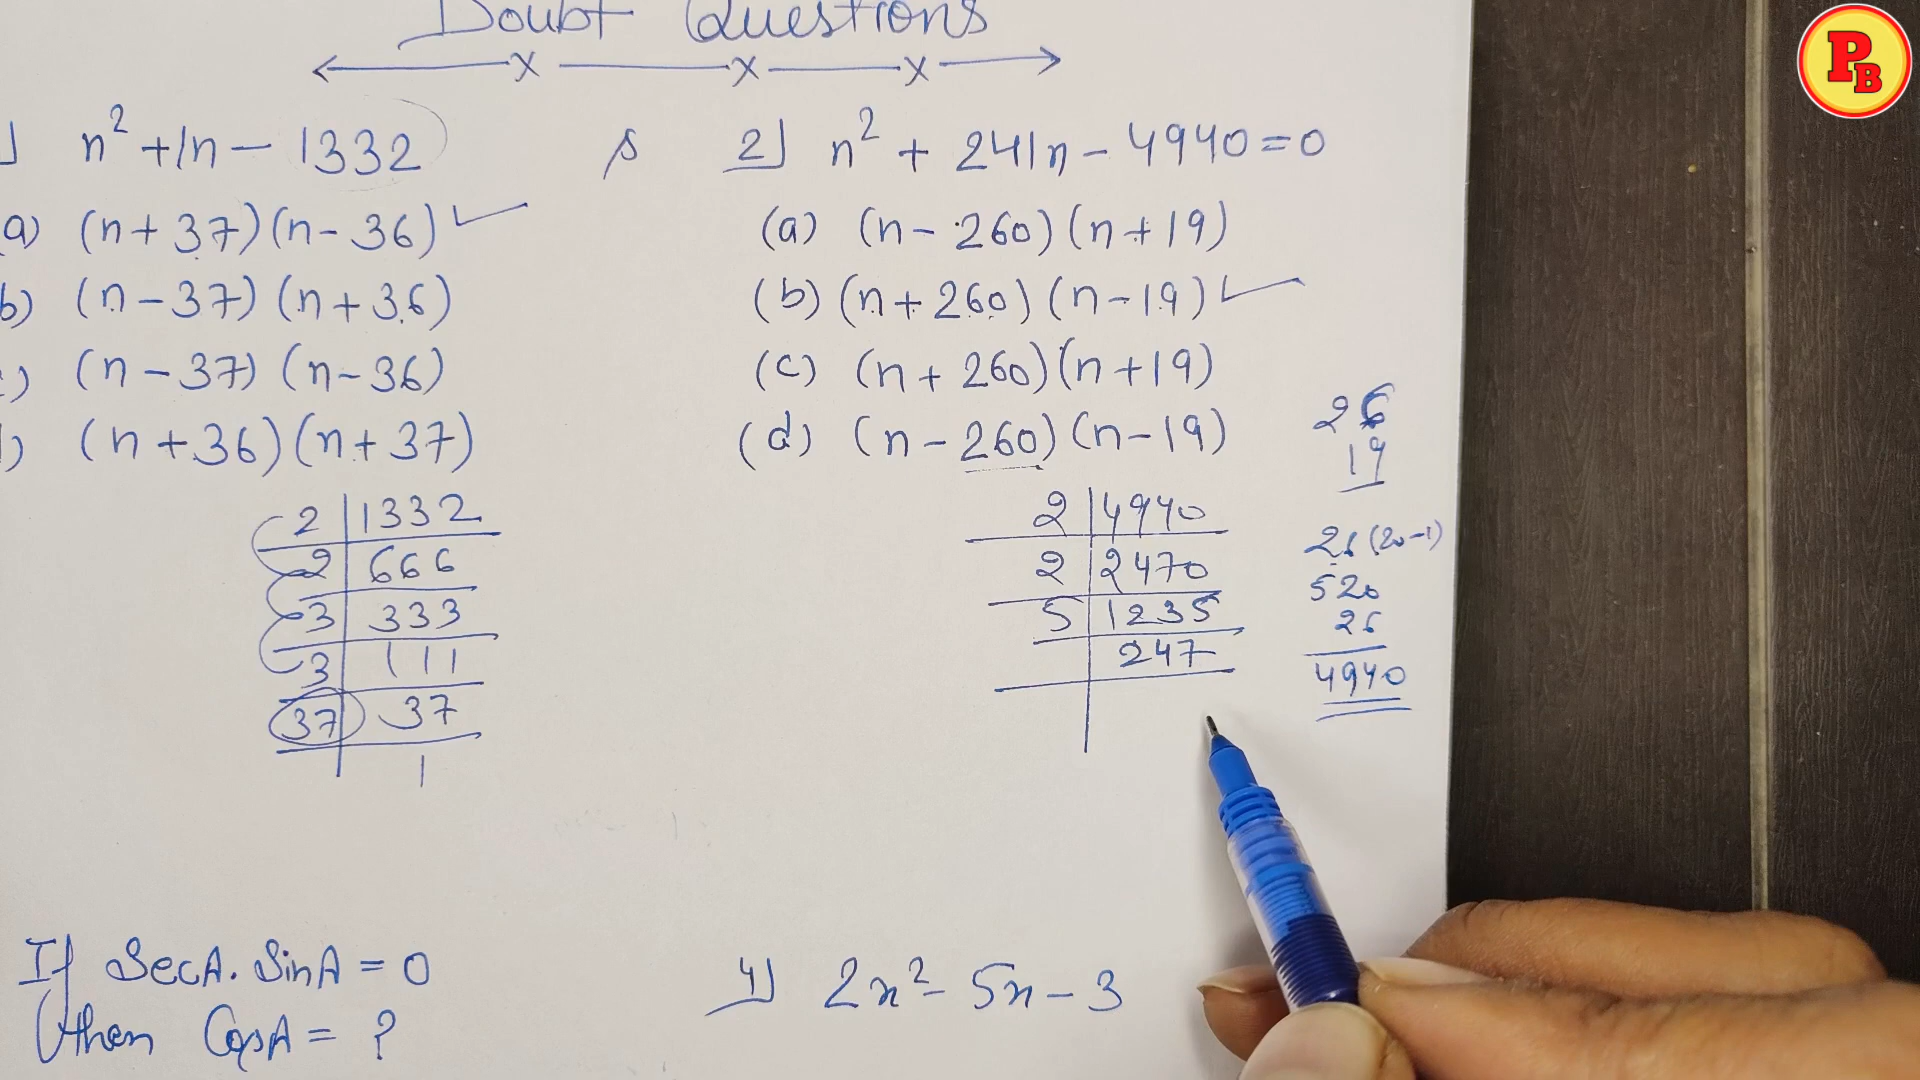 Doubt Questions
n² + 1n - 1332
(a) (n + 37)(n - 36) ✓
b) (n - 37)(n + 36)
) (n - 37)(n - 36)
) (n + 36)(n + 37)
2 | 1332
2 | 666
3 | 333
3 | 111
37 | 37
1
2) n² + 241n - 4940 = 0
(a) (n - 260)(n + 19)
(b) (n + 260)(n - 19) ✓
(c) (n + 260)(n + 19)
(d) (n - 260)(n - 19)
2 | 4940
2 | 2470
5 | 1235
247
26
19
26 (20-1)
520
26
4940
If SecA. SinA = 0
then CosA = ?
4) 2x² - 5x - 3
PB